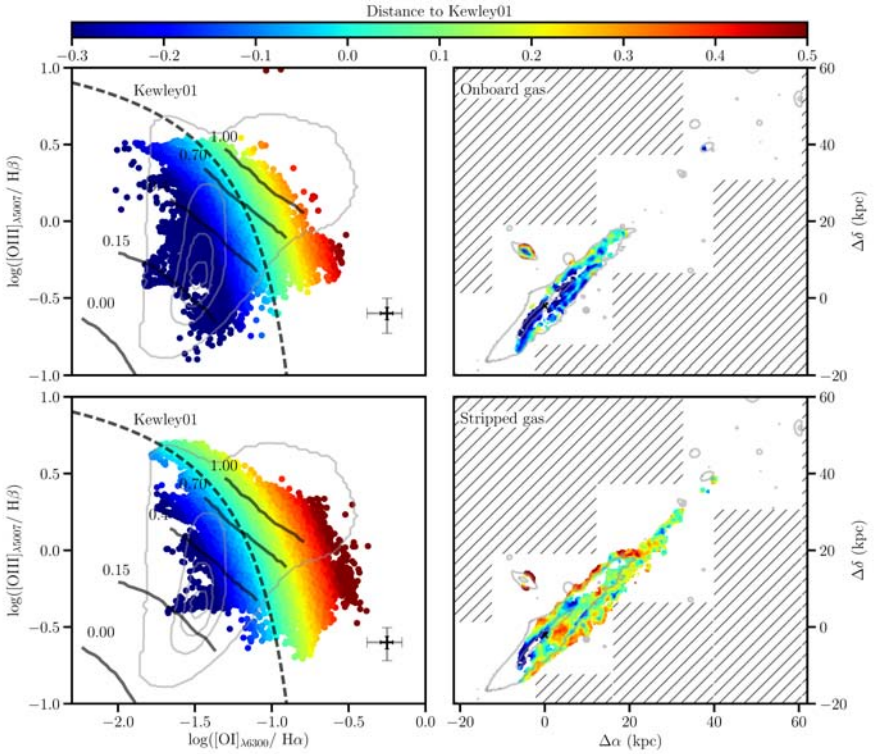 Distance to Kewley01
−0.3 −0.2 −0.1 0.0 0.1 0.2 0.3 0.4 0.5
1.0
0.5
0.0
−0.5
−1.0
log([OIII]λ5007/ Hβ)
Kewley01
1.00
0.70
0.15
0.00
Onboard gas
60
40
20
0
−20
Δδ (kpc)
1.0
0.5
0.0
−0.5
−1.0
log([OIII]λ5007/ Hβ)
Kewley01
1.00
0.70
0.15
0.00
−2.0 −1.5 −1.0 −0.5 0.0
log([OI]λ6300/ Hα)
Stripped gas
60
40
20
0
−20
Δδ (kpc)
−20 0 20 40 60
Δα (kpc)